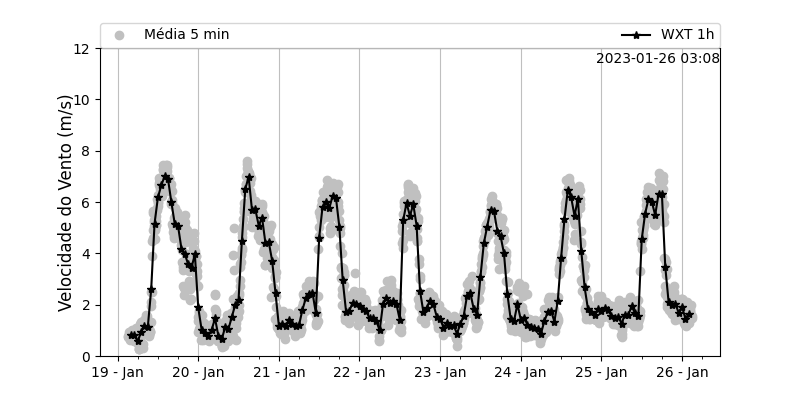 Média 5 min
WXT 1h
2023-01-26 03:08
Velocidade do Vento (m/s)
12
10
8
6
4
2
0
19 - Jan
20 - Jan
21 - Jan
22 - Jan
23 - Jan
24 - Jan
25 - Jan
26 - Jan